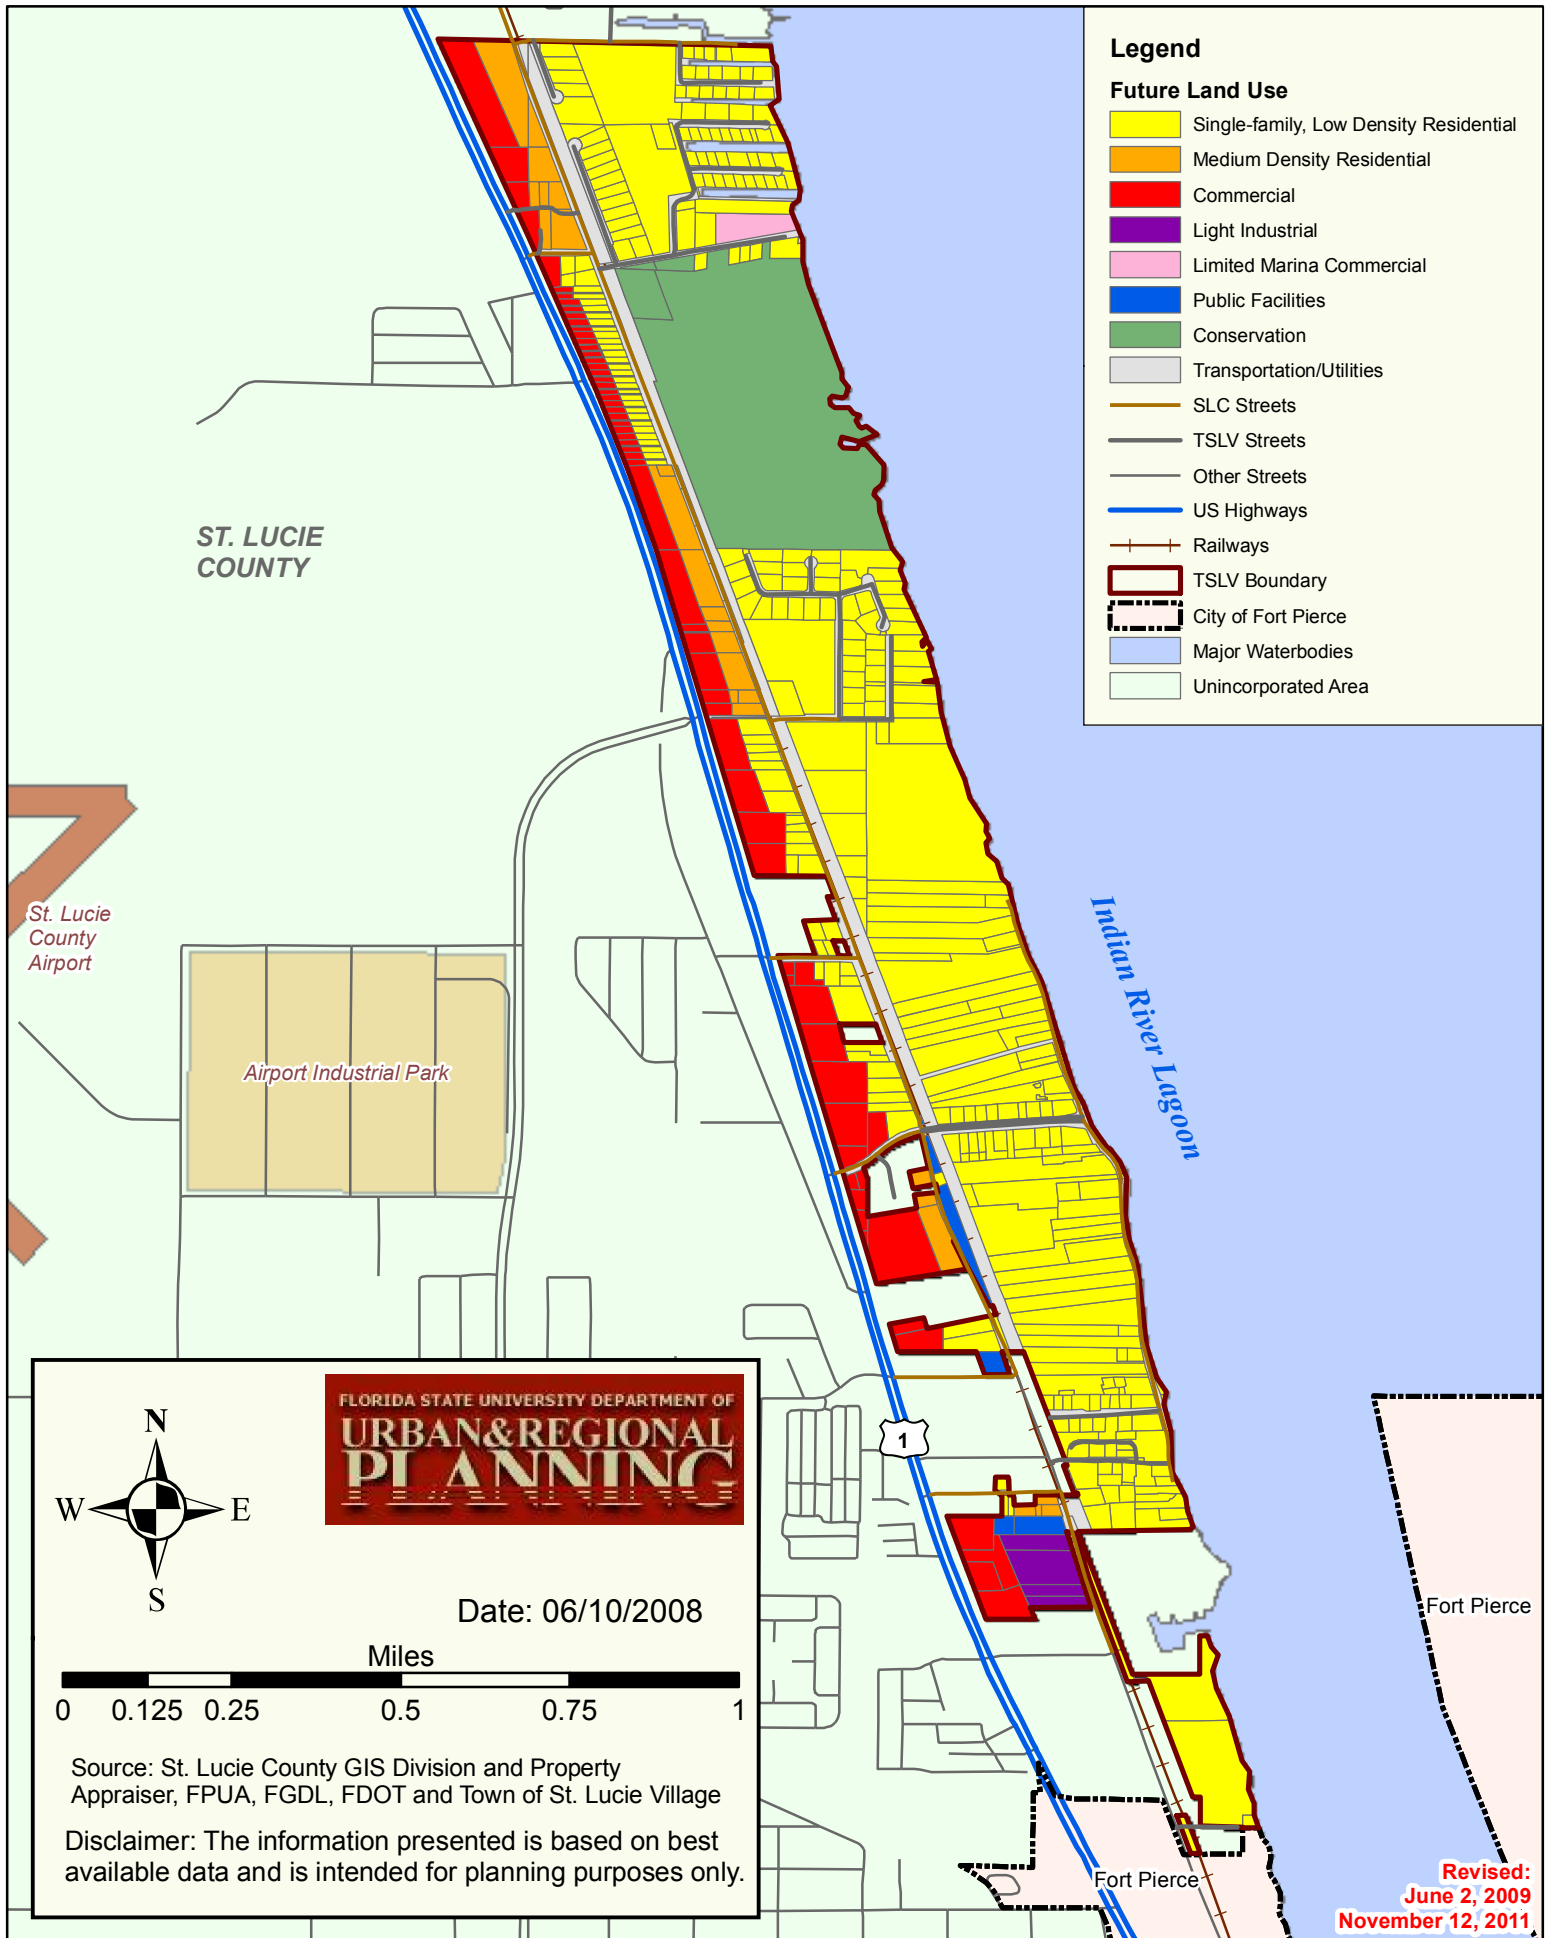 Legend
Future Land Use
Single-family, Low Density Residential
Medium Density Residential
Commercial
Light Industrial
Limited Marina Commercial
Public Facilities
Conservation
Transportation/Utilities
SLC Streets
TSLV Streets
Other Streets
US Highways
Railways
TSLV Boundary
City of Fort Pierce
Major Waterbodies
Unincorporated Area
ST. LUCIE
COUNTY
St. Lucie
County
Airport
Airport Industrial Park
Indian River Lagoon
1
Fort Pierce
Fort Pierce
N
W
E
S
FLORIDA STATE UNIVERSITY DEPARTMENT OF
URBAN&REGIONAL
PLANNING
Date: 06/10/2008
Miles
0 0.125 0.25 0.5 0.75 1
Source: St. Lucie County GIS Division and Property
Appraiser, FPUA, FGDL, FDOT and Town of St. Lucie Village
Disclaimer: The information presented is based on best
available data and is intended for planning purposes only.
Revised:
June 2, 2009
November 12, 2011